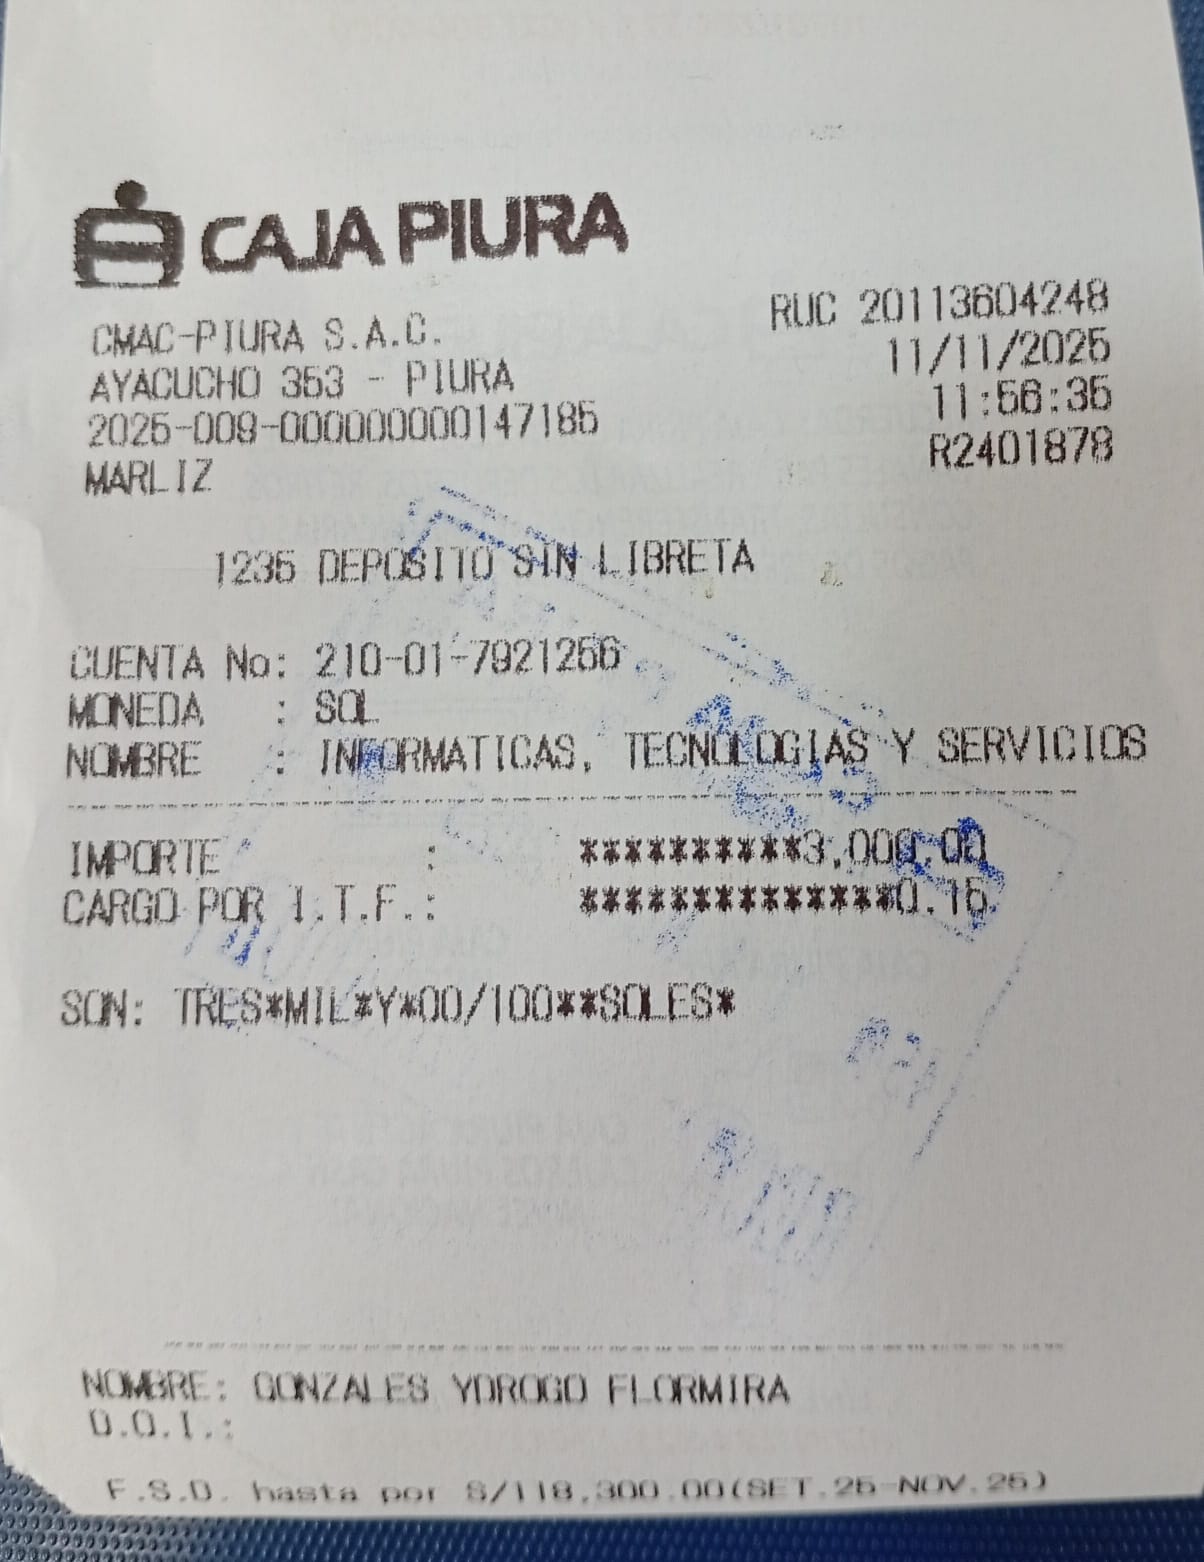 CAJA PIURA
CMAC-PIURA S.A.C. RUC 20113604248
AYACUCHO 353 - PIURA 11/11/2025
2025-009-000000000147185 11:56:35
MARLIZ R2401878
1235 DEPOSITO SIN LIBRETA
CUENTA No: 210-01-7921256
MONEDA : SOL
NOMBRE : INFORMATICAS, TECNOLOGIAS Y SERVICIOS
IMPORTE : **********3,000.00
CARGO POR I.T.F.: **************0.15
SON: TRES*MIL*Y*00/100**SOLES*
NOMBRE: GONZALES YDROGO FLORMIRA
D.O.I.:
F.S.D. hasta por S/118,300.00(SET.25-NOV.25)